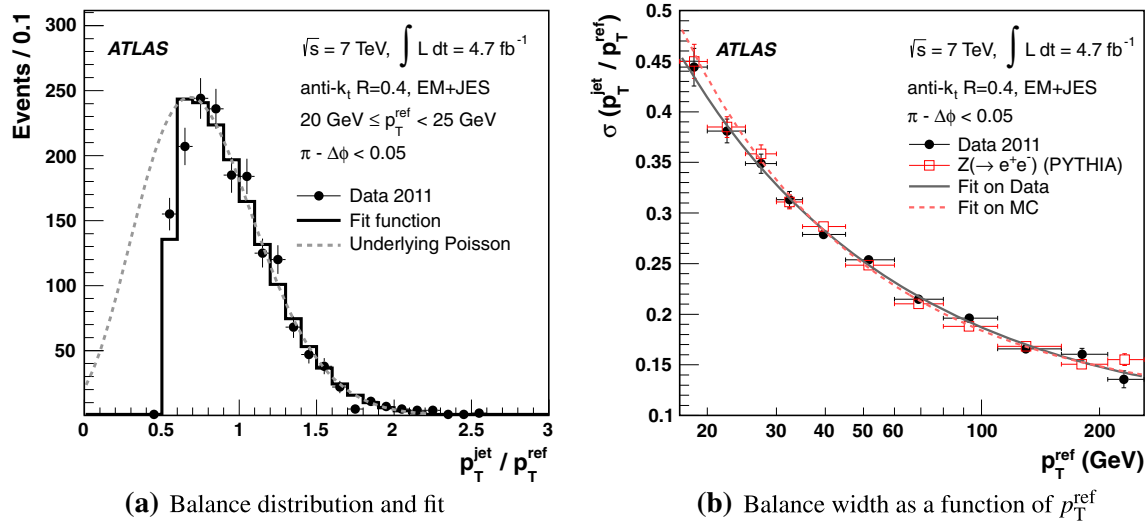 Events / 0.1
300
250
200
150
100
50
0
0.5
1
1.5
2
2.5
3
ATLAS
√s = 7 TeV, ∫ L dt = 4.7 fb⁻¹
anti-k_t R=0.4, EM+JES
20 GeV ≤ p_T^ref < 25 GeV
π - Δϕ < 0.05
Data 2011
Fit function
Underlying Poisson
p_T^jet / p_T^ref
(a) Balance distribution and fit
σ (p_T^jet / p_T^ref)
0.5
0.45
0.4
0.35
0.3
0.25
0.2
0.15
0.1
20
30
40
50
60
100
200
ATLAS
√s = 7 TeV, ∫ L dt = 4.7 fb⁻¹
anti-k_t R=0.4, EM+JES
π - Δϕ < 0.05
Data 2011
Z(→ e⁺e⁻) (PYTHIA)
Fit on Data
Fit on MC
p_T^ref (GeV)
(b) Balance width as a function of p_T^ref